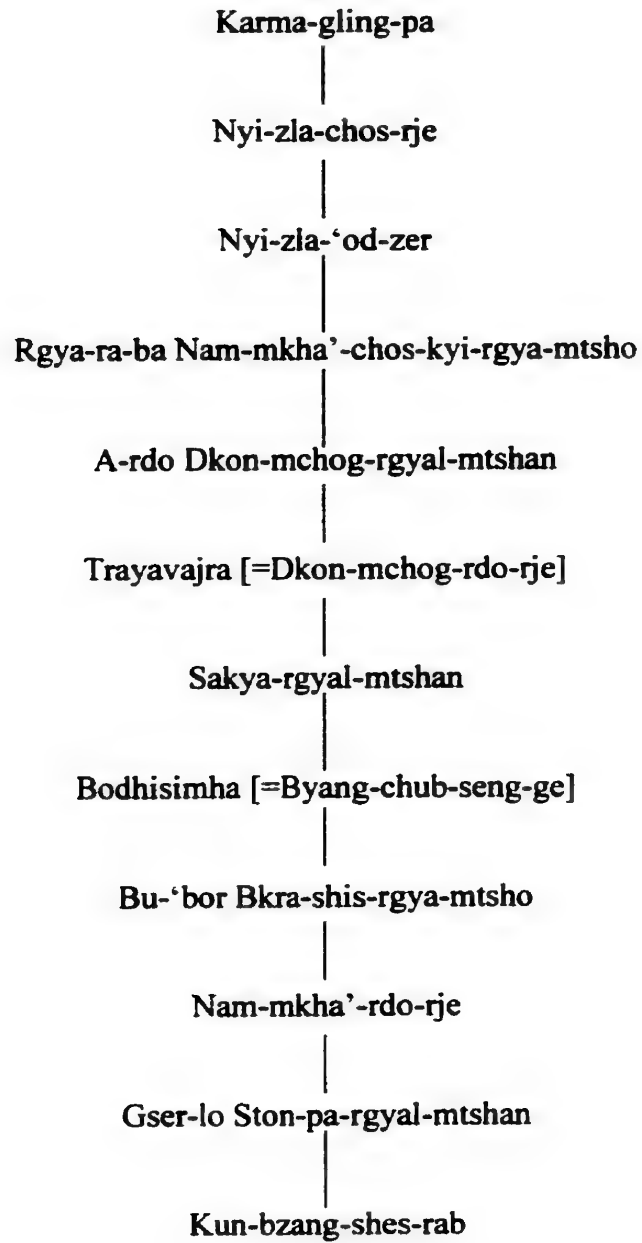 Karma-gling-pa
Nyi-zla-chos-rje
Nyi-zla-‘od-zer
Rgya-ra-ba Nam-mkha’-chos-kyi-rgya-mtsho
A-rdo Dkon-mchog-rgyal-mtshan
Trayavajra [=Dkon-mchog-rdo-rje]
Sakya-rgyal-mtshan
Bodhisimha [=Byang-chub-seng-ge]
Bu-‘bor Bkra-shis-rgya-mtsho
Nam-mkha’-rdo-rje
Gser-lo Ston-pa-rgyal-mtshan
Kun-bzang-shes-rab